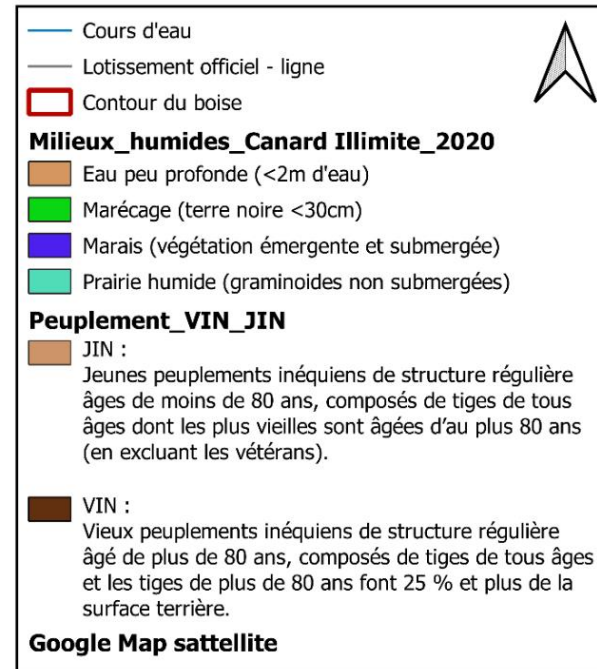 Cours d'eau
Lotissement officiel - ligne
Contour du boise
Milieux_humides_Canard Illimite_2020
Eau peu profonde (<2m d'eau)
Marécage (terre noire <30cm)
Marais (végétation émergente et submergée)
Prairie humide (graminoides non submergées)
Peuplement_VIN_JIN
JIN :
Jeunes peuplements inéquiens de structure régulière
âges de moins de 80 ans, composés de tiges de tous
âges dont les plus vieilles sont âgées d’au plus 80 ans
(en excluant les vétérans).
VIN :
Vieux peuplements inéquiens de structure régulière
âgé de plus de 80 ans, composés de tiges de tous âges
et les tiges de plus de 80 ans font 25 % et plus de la
surface terrière.
Google Map sattellite